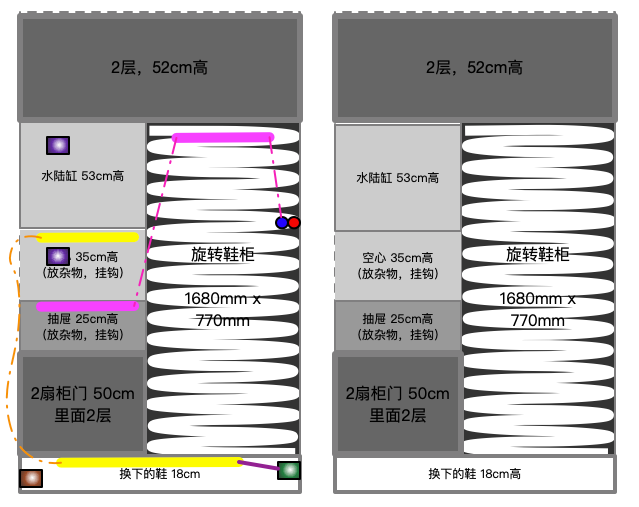 2层，52cm高
水陆缸 53cm高
35cm高
(放杂物，挂钩)
旋转鞋柜
1680mm x
770mm
抽屉 25cm高
(放杂物，挂钩)
2扇柜门 50cm
里面2层
换下的鞋 18cm
2层，52cm高
水陆缸 53cm高
空心 35cm高
(放杂物，挂钩)
旋转鞋柜
1680mm x
770mm
抽屉 25cm高
(放杂物，挂钩)
2扇柜门 50cm
里面2层
换下的鞋 18cm高